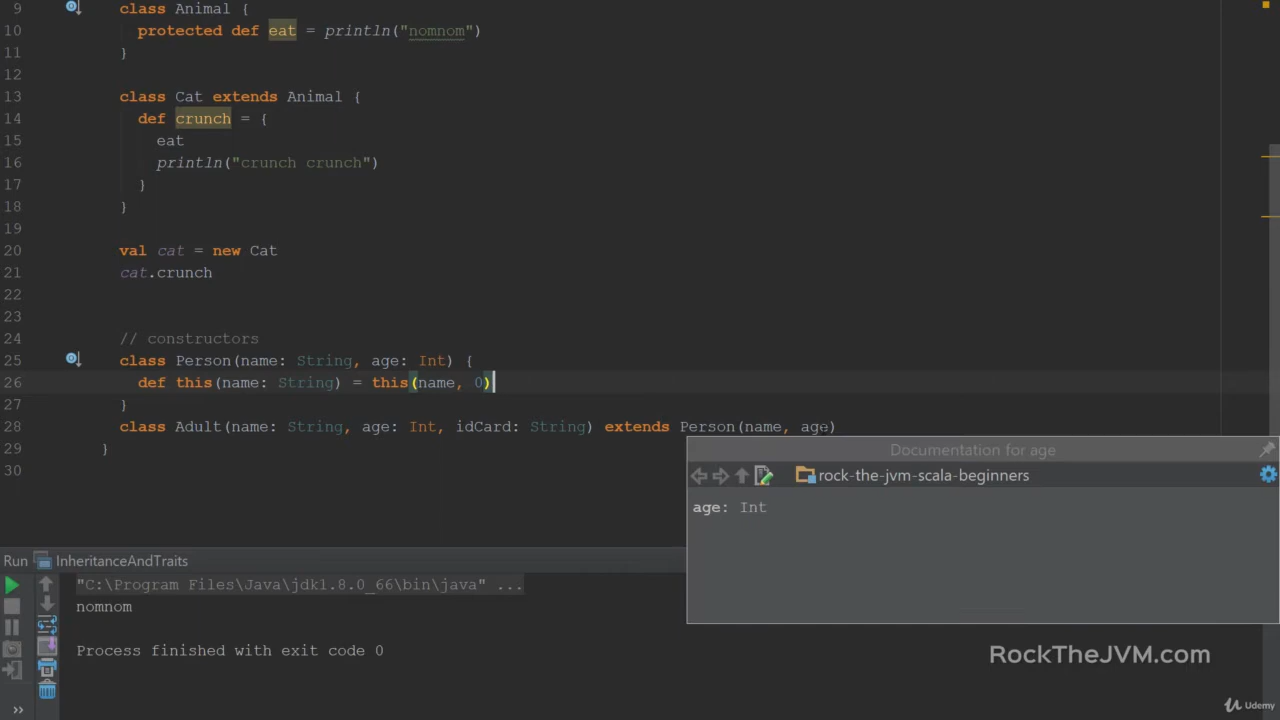 9 class Animal {
10 protected def eat = println("nomnom")
11 }
12
13 class Cat extends Animal {
14 def crunch = {
15 eat
16 println("crunch crunch")
17 }
18 }
19
20 val cat = new Cat
21 cat.crunch
22
23
24 // constructors
25 class Person(name: String, age: Int) {
26 def this(name: String) = this(name, 0)
27 }
28 class Adult(name: String, age: Int, idCard: String) extends Person(name, age)
29 }
30
Documentation for age
rock-the-jvm-scala-beginners
age: Int
Run InheritanceAndTraits
"C:\Program Files\Java\jdk1.8.0_66\bin\java" ...
nomnom
Process finished with exit code 0
RockTheJVM.com
Udemy